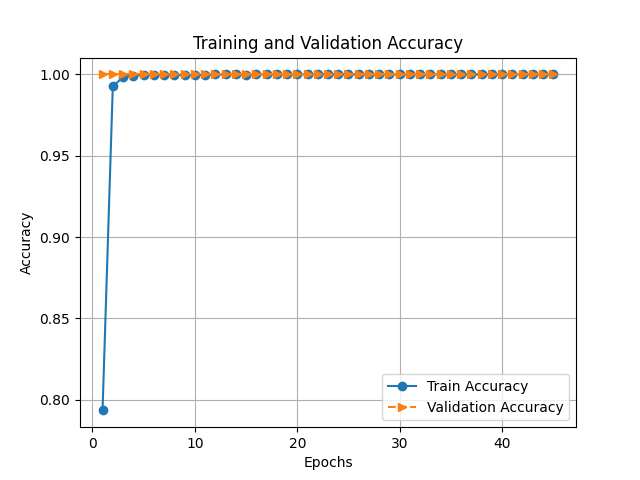 Training and Validation Accuracy
1.00
0.95
0.90
0.85
0.80
Accuracy
0
10
20
30
40
Epochs
Train Accuracy
Validation Accuracy